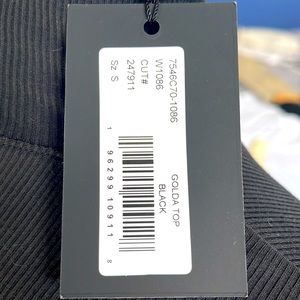 7546C70-1086
W1086
CUT#
247911
Sz. S
GOLDA TOP
BLACK
1 96299 10911 8